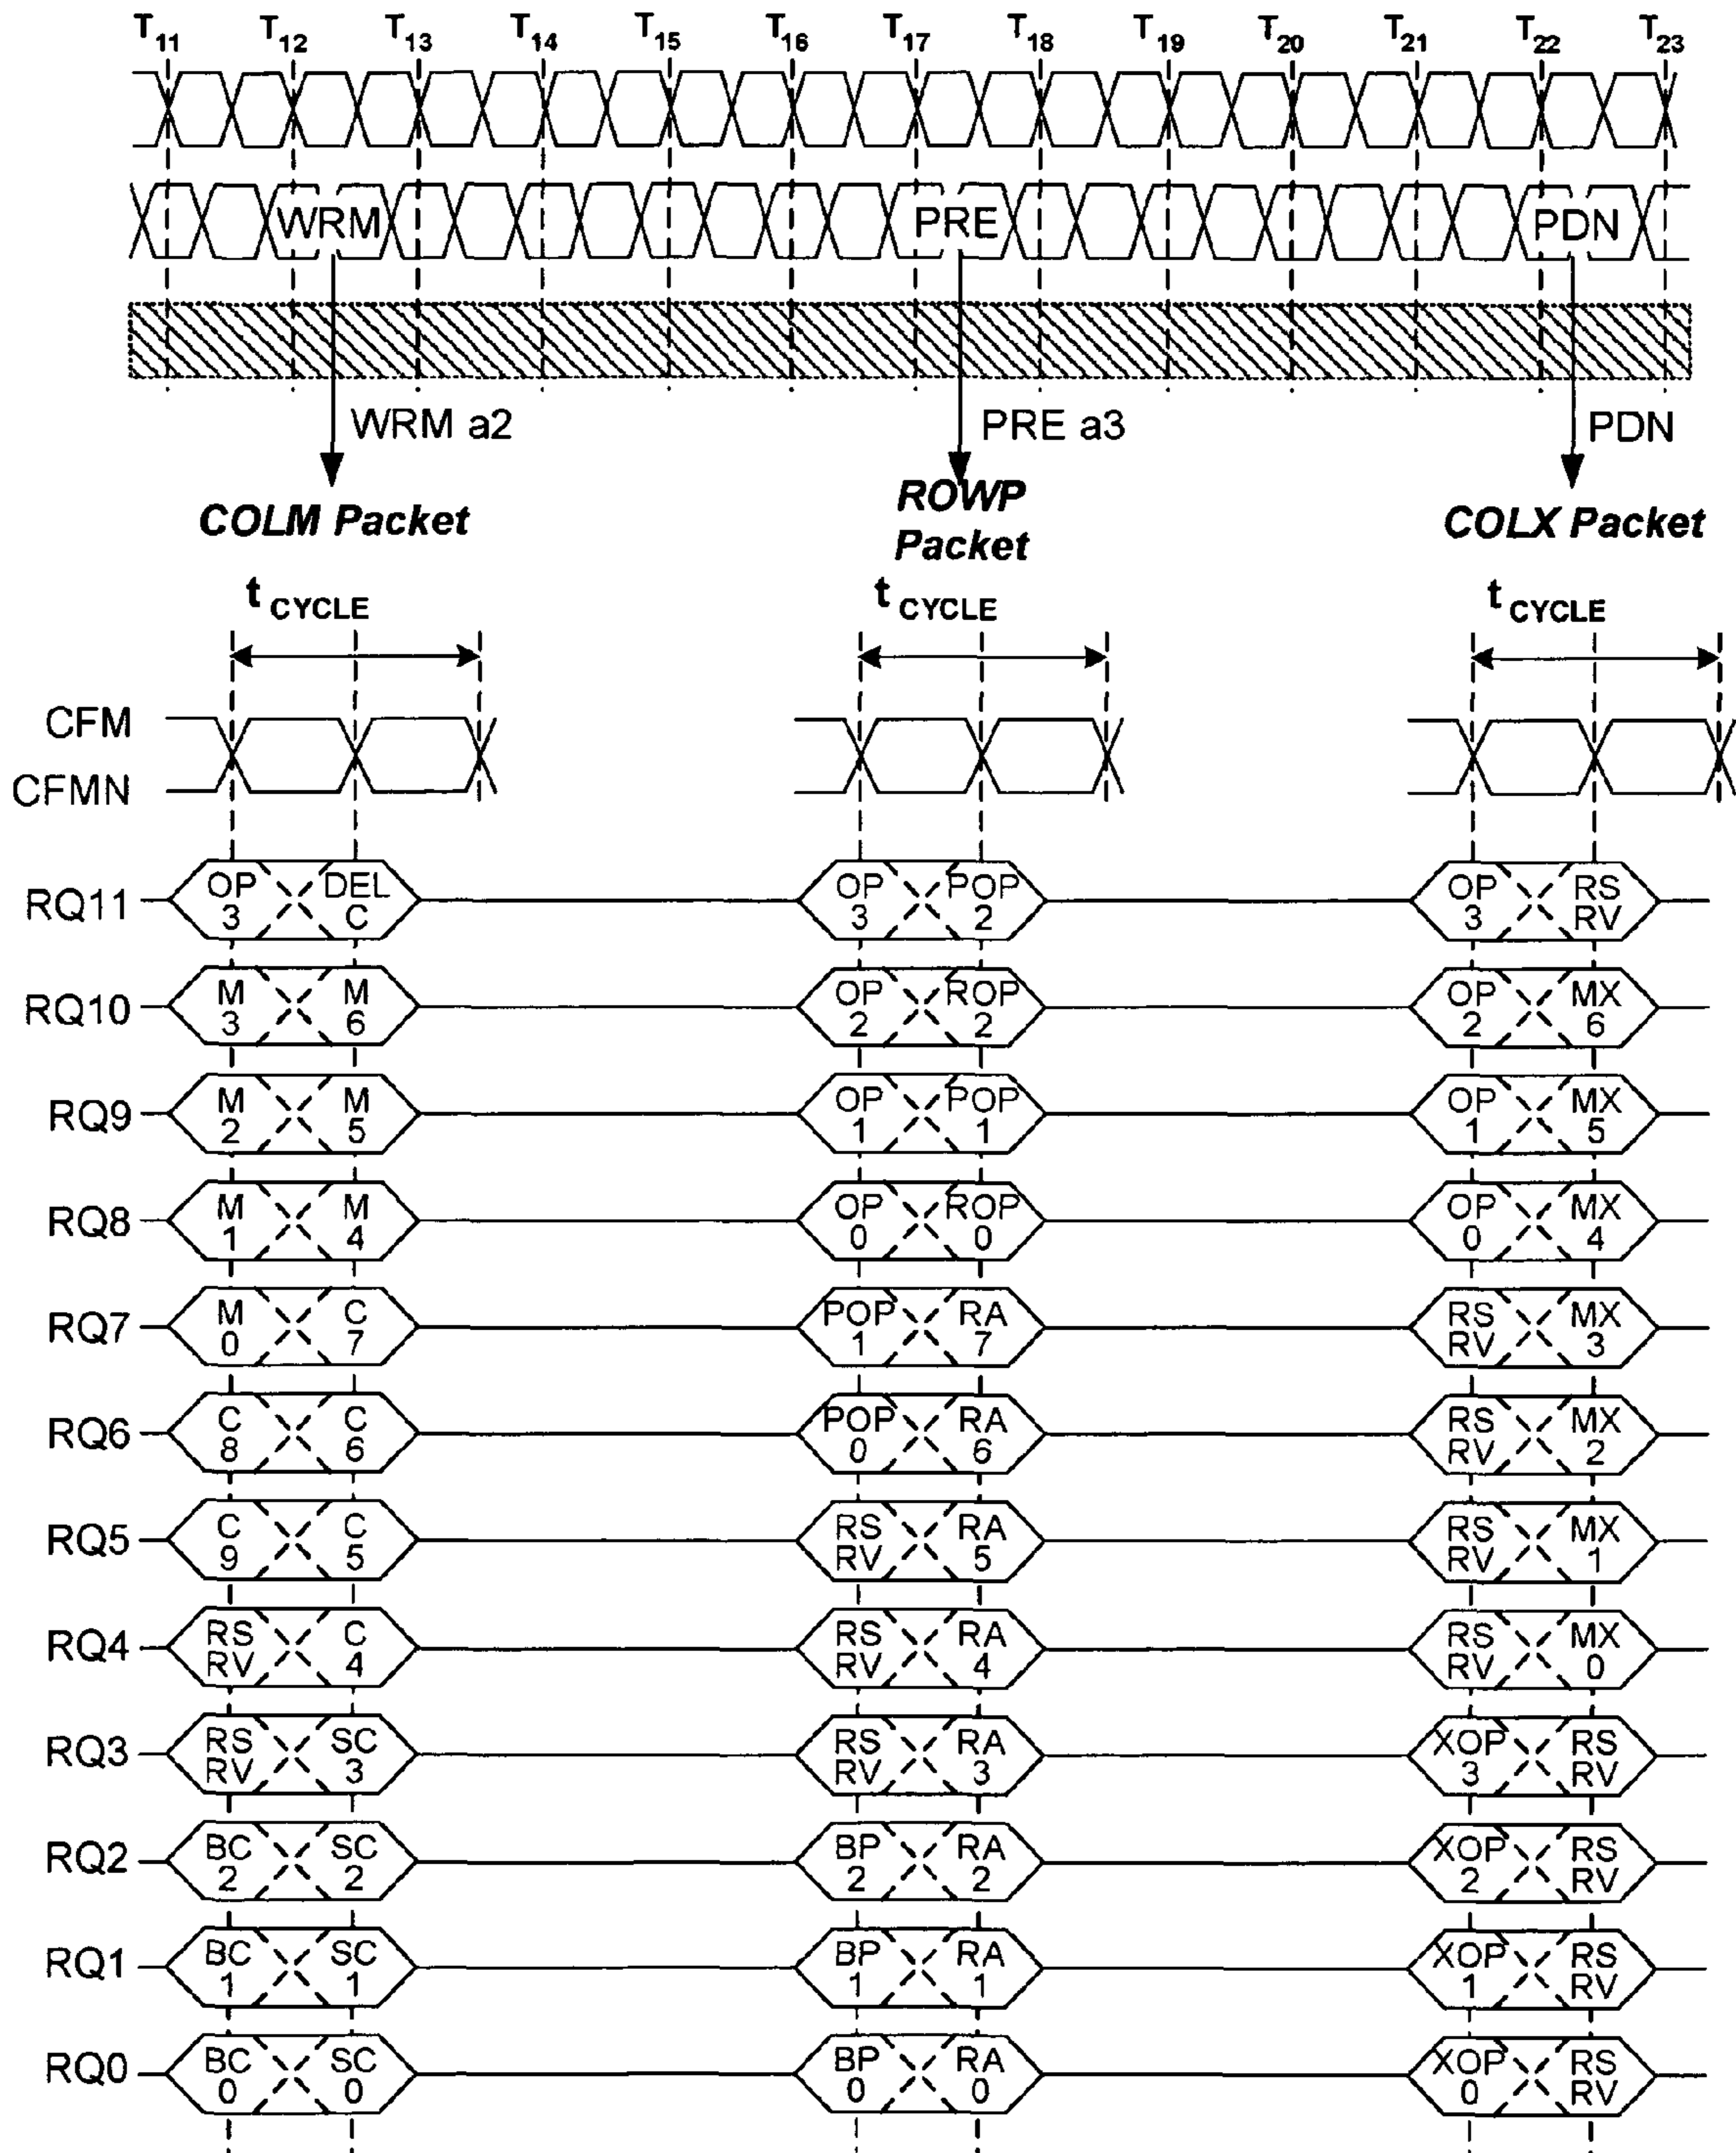 T11 T12 T13 T14 T15 T16 T17 T18 T19 T20 T21 T22 T23
WRM PRE PDN
WRM a2 PRE a3 PDN
COLM Packet ROWP Packet COLX Packet
tCYCLE tCYCLE tCYCLE
CFM
CFMN
RQ11 OP 3 DEL C OP 3 POP 2 OP 3 RS RV
RQ10 M 3 M 6 OP 2 ROP 2 OP 2 MX 6
RQ9 M 2 M 5 OP 1 POP 1 OP 1 MX 5
RQ8 M 1 M 4 OP 0 ROP 0 OP 0 MX 4
RQ7 M 0 C 7 POP 1 RA 7 RS RV MX 3
RQ6 C 8 C 6 POP 0 RA 6 RS RV MX 2
RQ5 C 9 C 5 RS RV RA 5 RS RV MX 1
RQ4 RS RV C 4 RS RV RA 4 RS RV MX 0
RQ3 RS RV SC 3 RS RV RA 3 XOP 3 RS RV
RQ2 BC 2 SC 2 BP 2 RA 2 XOP 2 RS RV
RQ1 BC 1 SC 1 BP 1 RA 1 XOP 1 RS RV
RQ0 BC 0 SC 0 BP 0 RA 0 XOP 0 RS RV